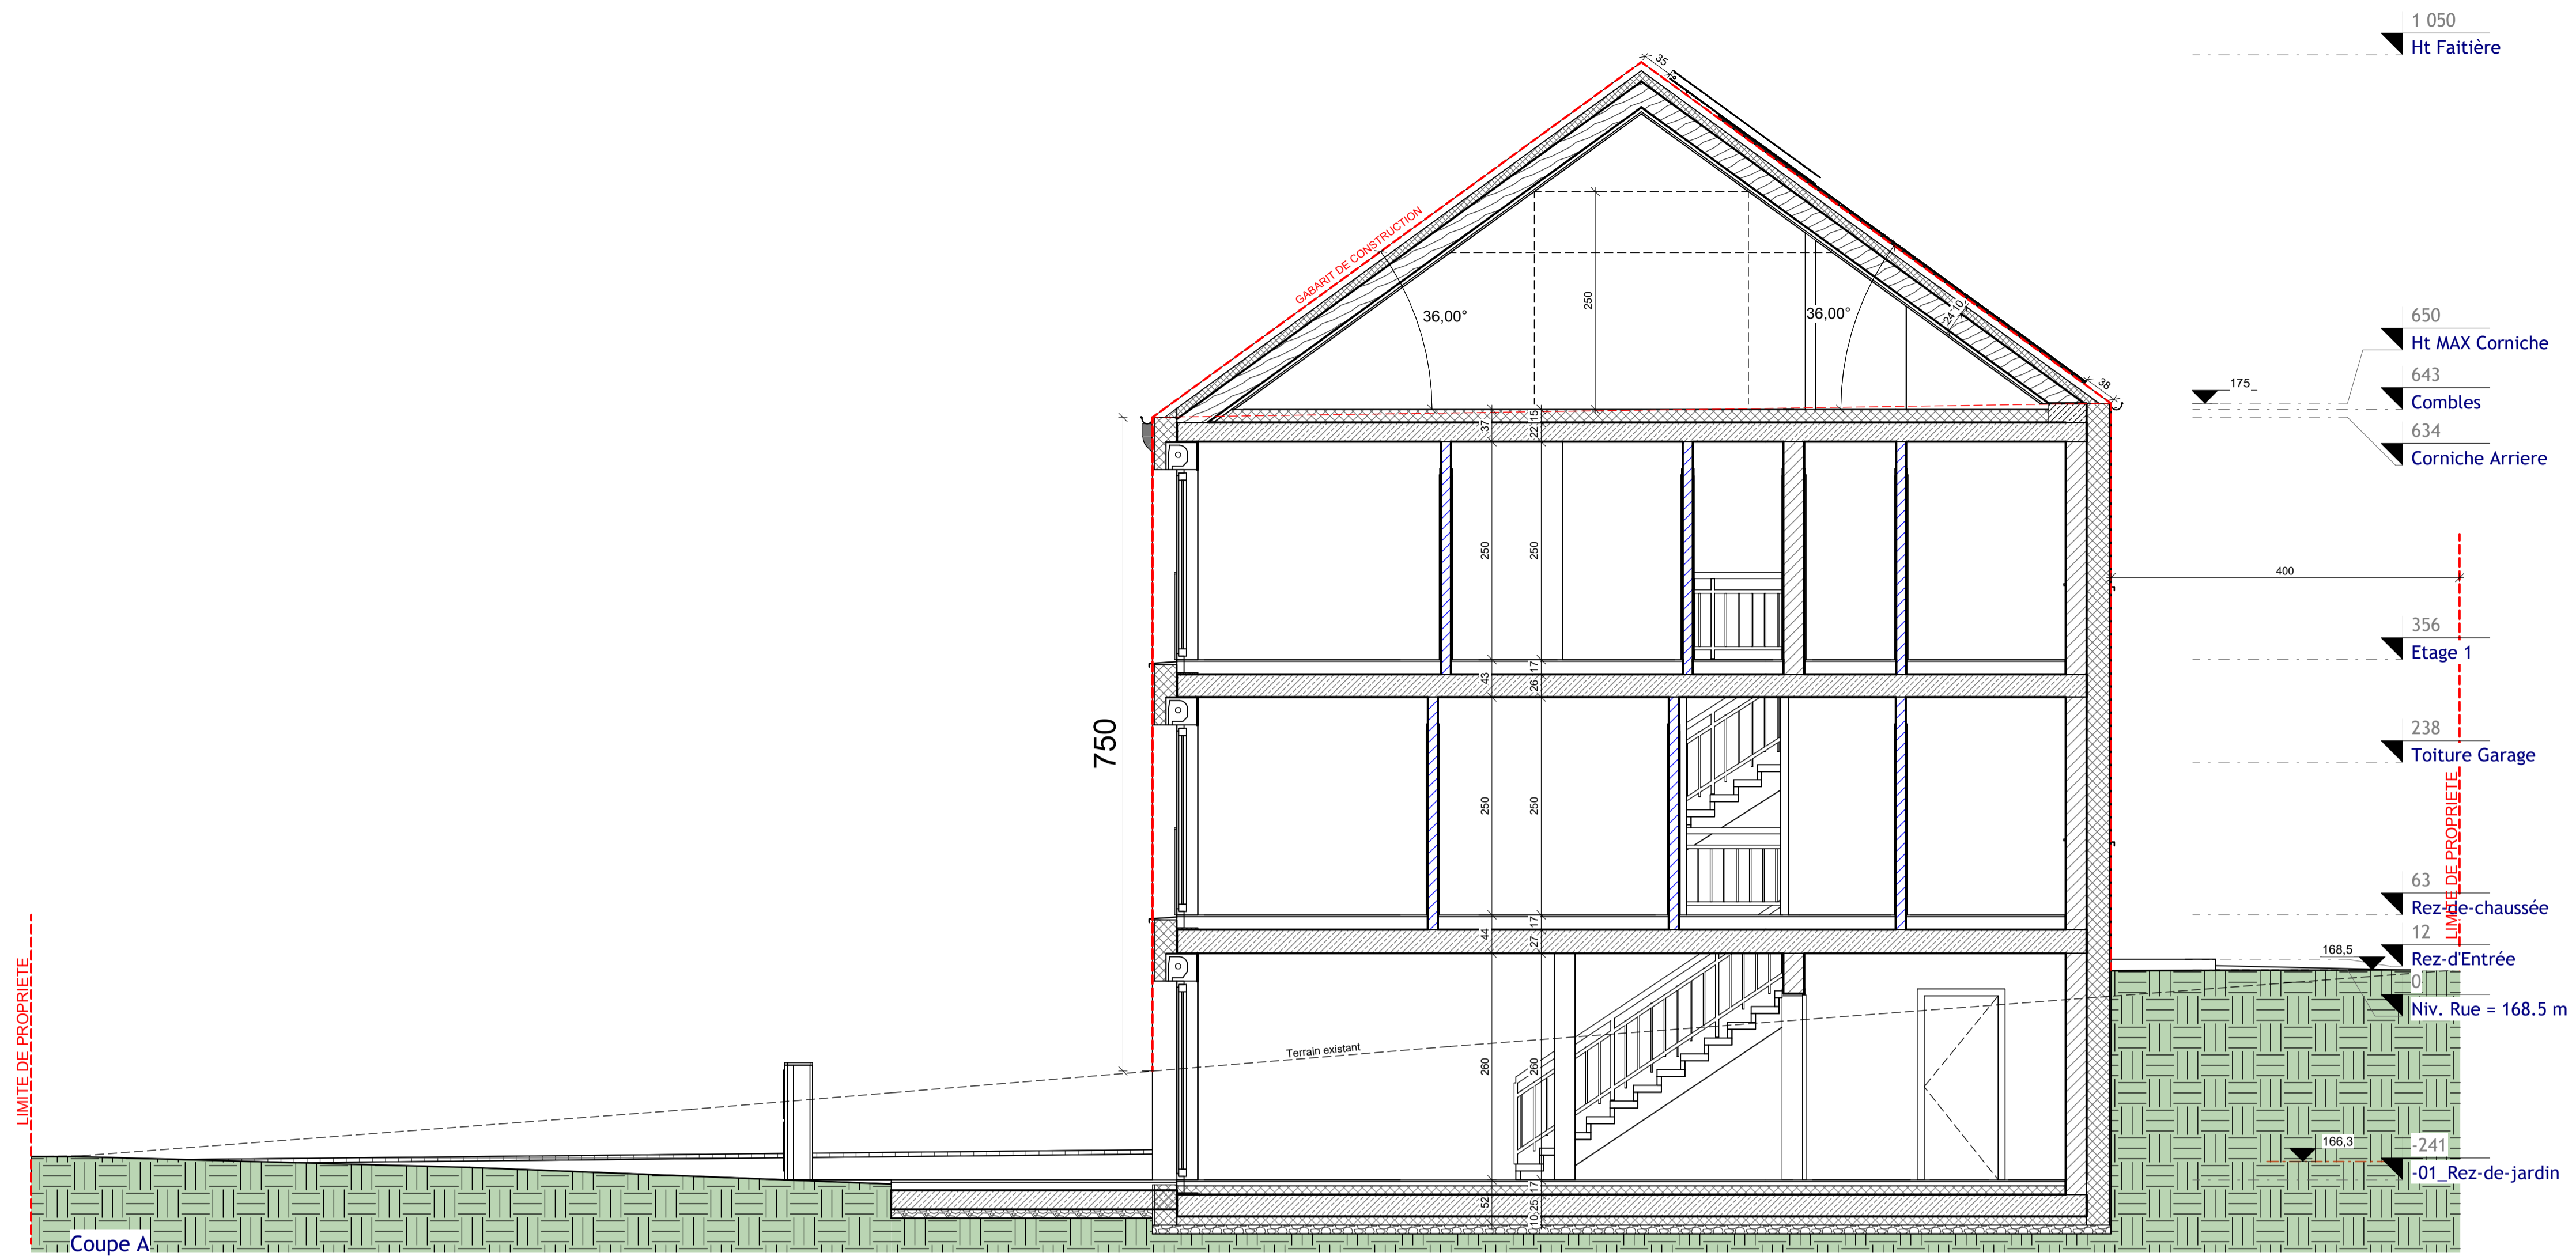 1 050
Ht Faitière
35
GABARIT DE CONSTRUCTION
250
36,00°
36,00°
24 10
650
Ht MAX Corniche
38
175
643
Combles
634
Corniche Arriere
37
22 15
250
250
400
356
Etage 1
43
26 17
750
238
Toiture Garage
250
250
LIMITE DE PROPRIETE
63
Rez-de-chaussée
44
27 17
12
Rez-d'Entrée
168,5
0
Niv. Rue = 168.5 m
LIMITE DE PROPRIETE
Terrain existant
260
260
166,3
-241
-01_Rez-de-jardin
52
10 25 17
Coupe A